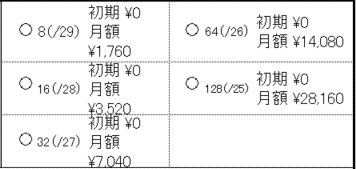 8(/29) 初期 ¥0
月額
¥1,760
64(/26) 初期 ¥0
月額 ¥14,080
16(/28) 初期 ¥0
月額
¥3,520
128(/25) 初期 ¥0
月額 ¥28,160
32(/27) 初期 ¥0
月額
¥7,040